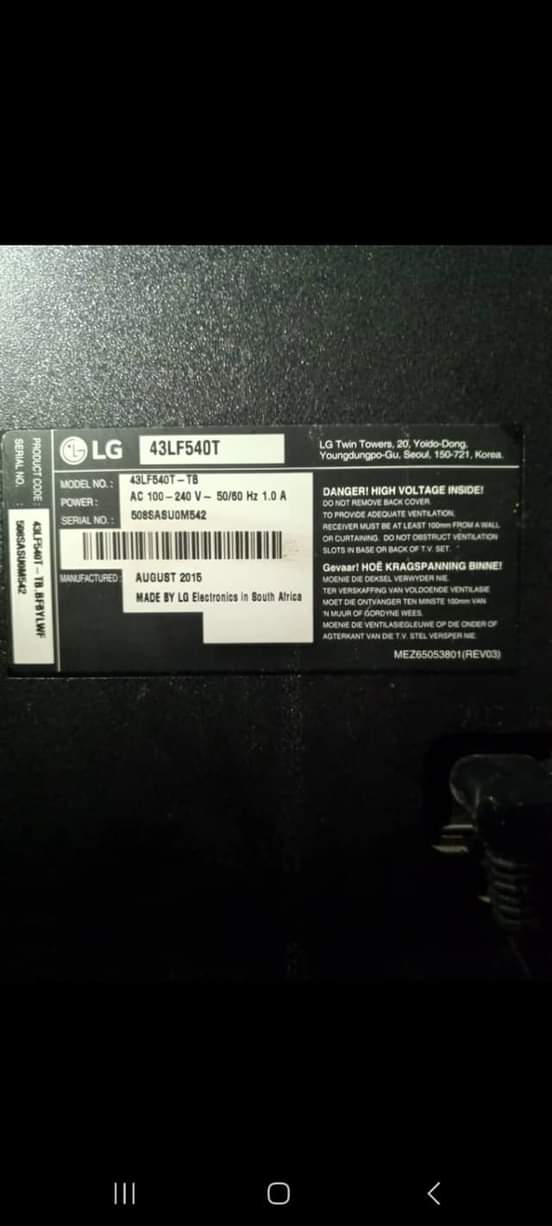 LG 43LF540T
LG Twin Towers, 20, Yoido-Dong,
Youngdungpo-Gu, Seoul, 150-721, Korea.
MODEL NO. : 43LF540T-TB
POWER : AC 100-240 V~ 50/60 Hz 1.0 A
SERIAL NO. : 508SASU0M542
MANUFACTURED : AUGUST 2015
MADE BY LG Electronics in South Africa
DANGER! HIGH VOLTAGE INSIDE!
DO NOT REMOVE BACK COVER.
TO PROVIDE ADEQUATE VENTILATION,
RECEIVER MUST BE AT LEAST 100mm FROM A WALL
OR CURTAINING. DO NOT OBSTRUCT VENTILATION
SLOTS IN BASE OR BACK OF T.V. SET.
Gevaar! HOË KRAGSPANNING BINNE!
MOENIE DIE DEKSEL VERWYDER NIE.
TER VERSKAFFING VAN VOLDOENDE VENTILASIE
MOET DIE ONTVANGER TEN MINSTE 100mm VAN
'N MUUR OF GORDYNE WEES.
MOENIE DIE VENTILASIEGLEUWE OP DIE ONDER OF
AGTERKANT VAN DIE T.V. STEL VERSPER NIE.
MEZ65053801(REV03)
PRODUCT CODE : 43LF540T-TB.BFBYLWF
SERIAL NO. : 508SASU0M542